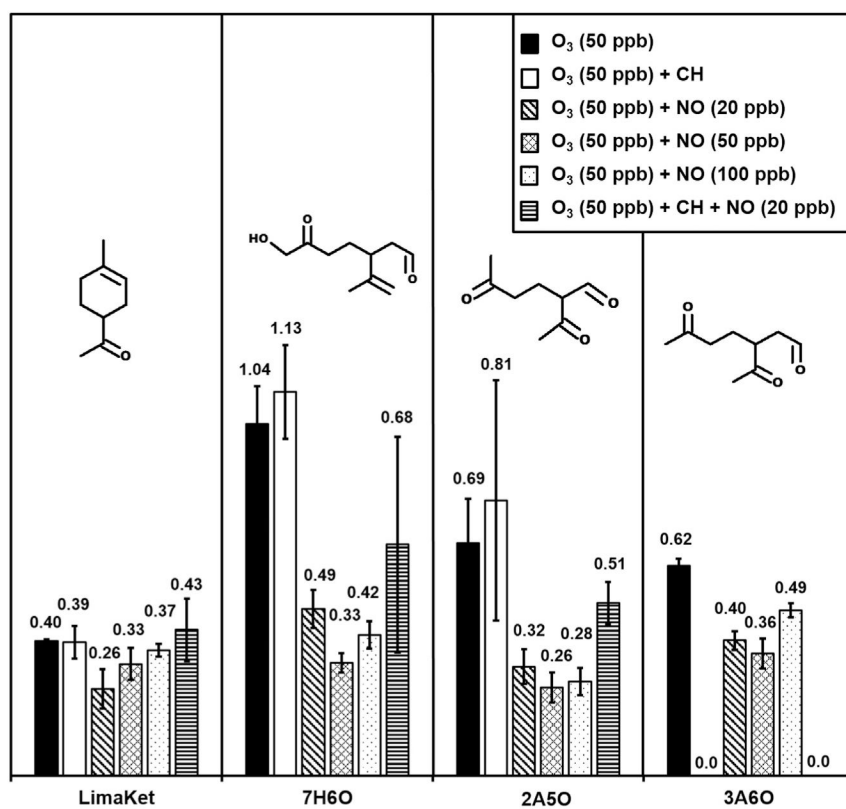 O3 (50 ppb)
O3 (50 ppb) + CH
O3 (50 ppb) + NO (20 ppb)
O3 (50 ppb) + NO (50 ppb)
O3 (50 ppb) + NO (100 ppb)
O3 (50 ppb) + CH + NO (20 ppb)
O
HO
O
O
O
O
O
O
O
O
0.40
0.39
0.26
0.33
0.37
0.43
1.04
1.13
0.49
0.33
0.42
0.68
0.69
0.81
0.32
0.26
0.28
0.51
0.62
0.0
0.40
0.36
0.49
0.0
LimaKet
7H6O
2A5O
3A6O